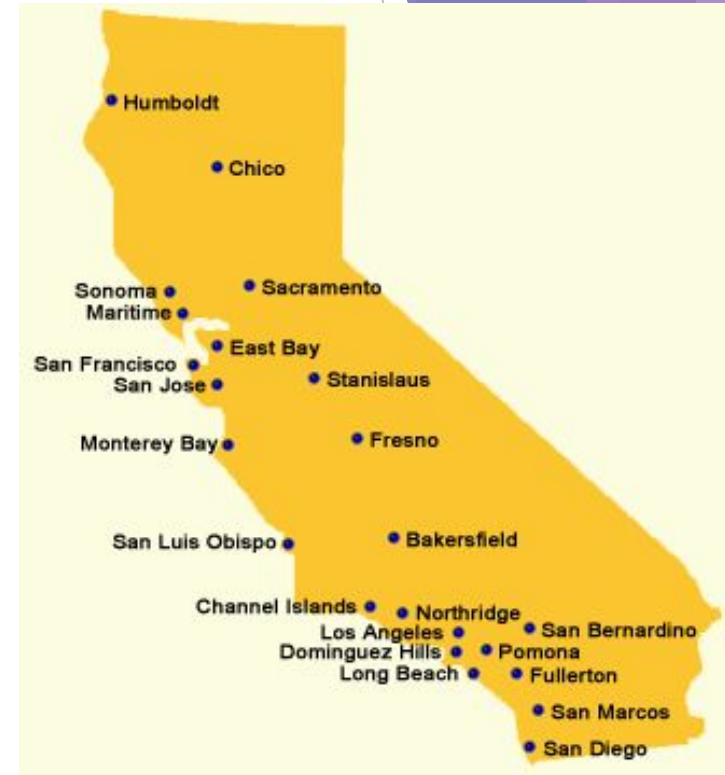 Humboldt
Chico
Sonoma
Sacramento
Maritime
East Bay
San Francisco
Stanislaus
San Jose
Fresno
Monterey Bay
Bakersfield
San Luis Obispo
Channel Islands
Northridge
Los Angeles
San Bernardino
Dominguez Hills
Pomona
Long Beach
Fullerton
San Marcos
San Diego